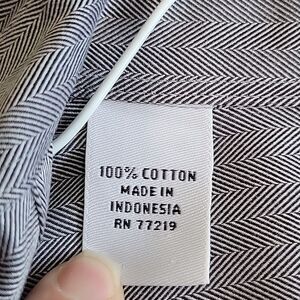 100% COTTON
MADE IN
INDONESIA
RN 77219